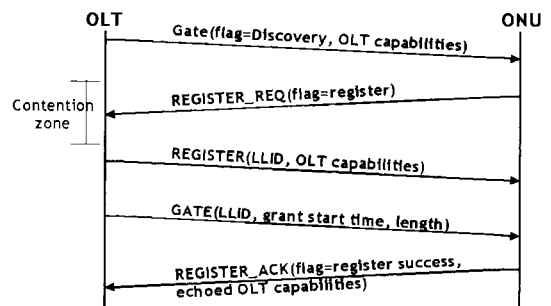 OLT
ONU
Gate(flag=Discovery, OLT capabilities)
REGISTER_REQ(flag=register)
Contention
zone
REGISTER(LLID, OLT capabilities)
GATE(LLID, grant start time, length)
REGISTER_ACK(flag=register success,
echoed OLT capabilities)